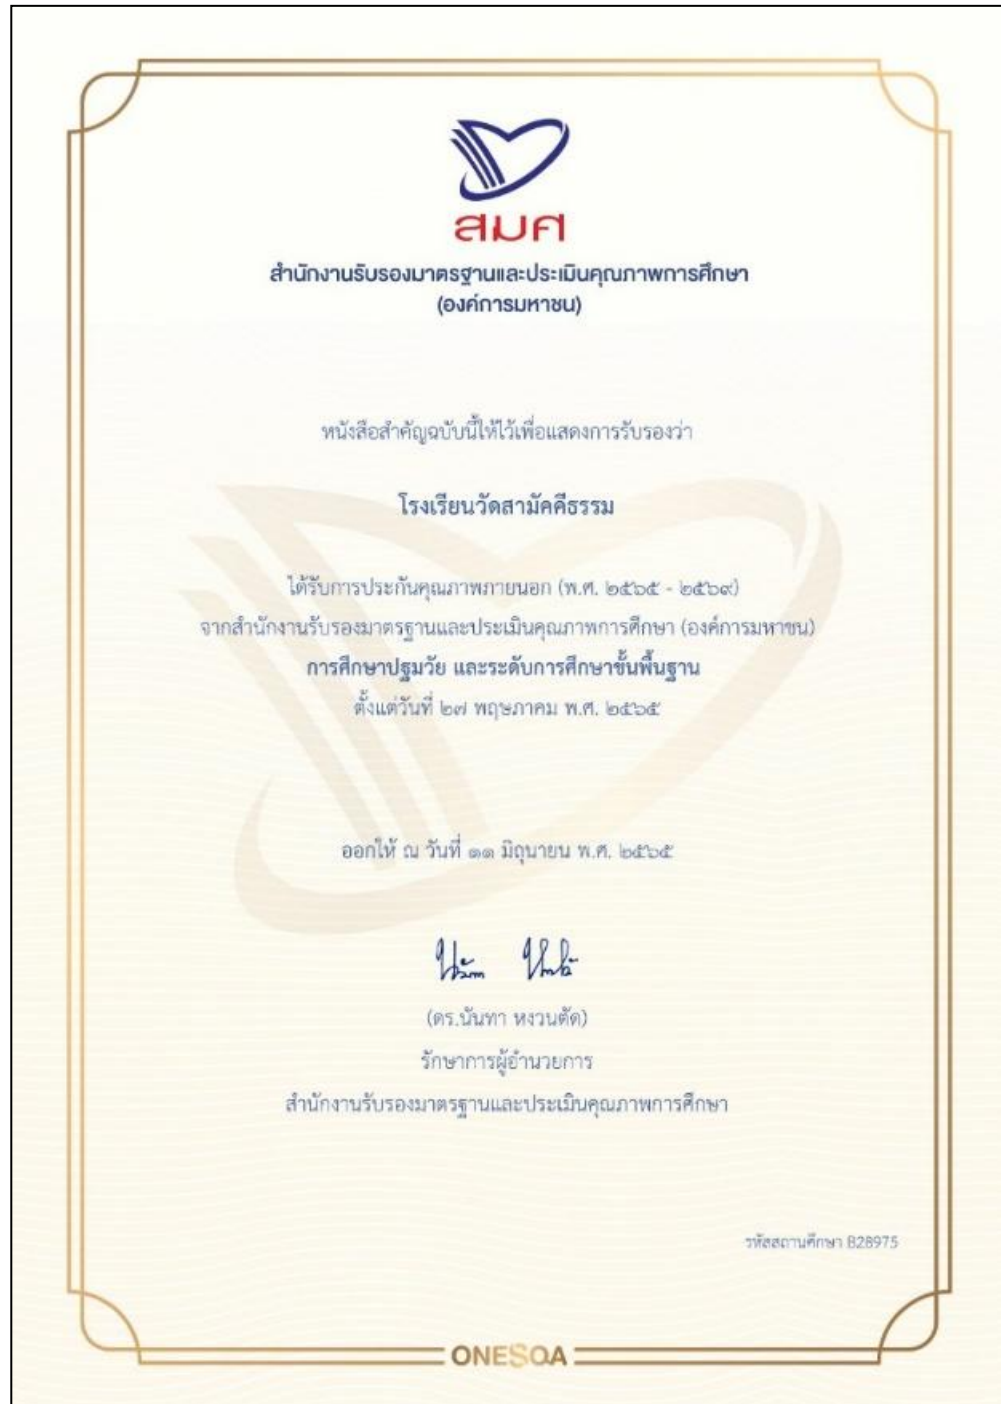 สมศ
สำนักงานรับรองมาตรฐานและประเมินคุณภาพการศึกษา
(องค์การมหาชน)
หนังสือสำคัญฉบับนี้ให้ไว้เพื่อแสดงการรับรองว่า
โรงเรียนวัดสามัคคีธรรม
ได้รับการประกันคุณภาพภายนอก (พ.ศ. ๒๕๖๕ - ๒๕๖๙)
จากสำนักงานรับรองมาตรฐานและประเมินคุณภาพการศึกษา (องค์การมหาชน)
การศึกษาปฐมวัย และระดับการศึกษาขั้นพื้นฐาน
ตั้งแต่วันที่ ๒๗ พฤษภาคม พ.ศ. ๒๕๖๕
ออกให้ ณ วันที่ ๑๑ มิถุนายน พ.ศ. ๒๕๖๕
(ดร.นันทา หงวนตัด)
รักษาการผู้อำนวยการ
สำนักงานรับรองมาตรฐานและประเมินคุณภาพการศึกษา
รหัสสถานศึกษา B28975
ONESQA